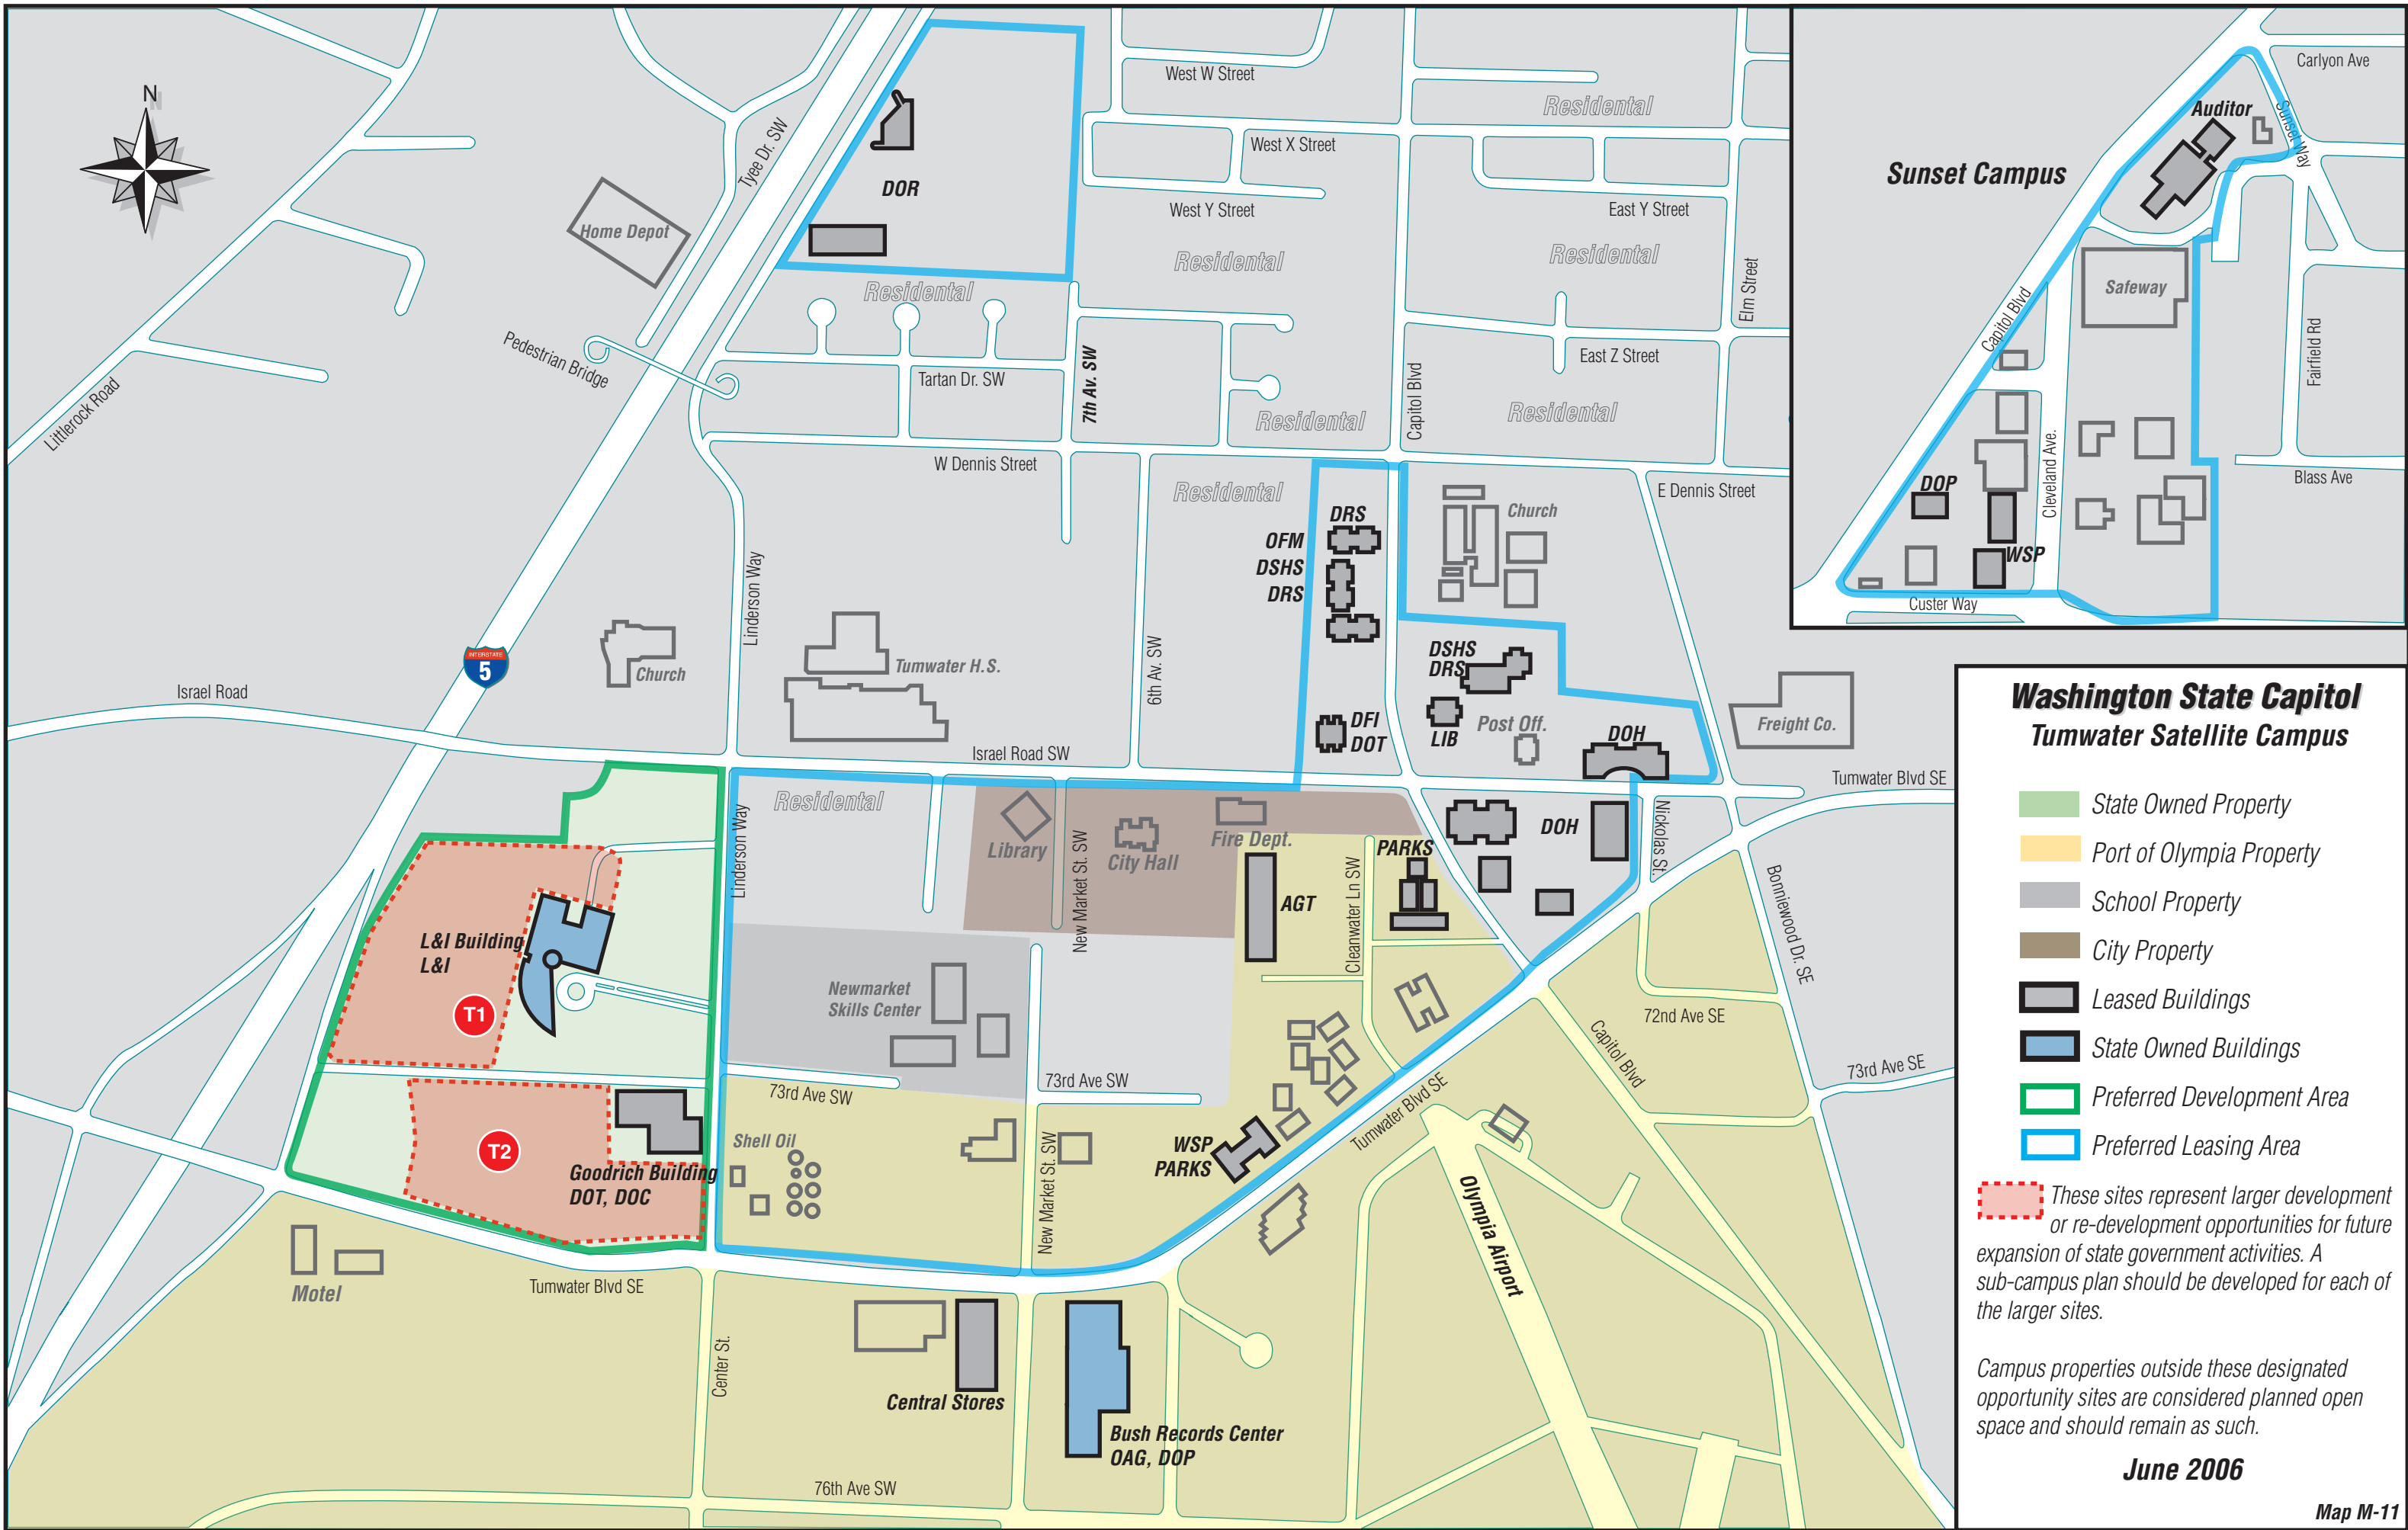 N
West W Street
Residental
West X Street
West Y Street
East Y Street
Residental
Residental
Residental
Tyee Dr. SW
DOR
Home Depot
Pedestrian Bridge
Littlerock Road
Tartan Dr. SW
7th Av. SW
Capitol Blvd
Elm Street
East Z Street
Residental
Residental
W Dennis Street
E Dennis Street
Residental
Sunset Campus
Auditor
Carlyon Ave
Sunset Way
Safeway
Capitol Blvd
Fairfield Rd
DOP
Cleveland Ave.
Blass Ave
WSP
Custer Way
DRS
OFM
DSHS
DRS
Church
Linderson Way
INTERSTATE
5
Church
Tumwater H.S.
6th Av. SW
DSHS
DRS
Israel Road
DFI
DOT
LIB
Post Off.
DOH
Freight Co.
Israel Road SW
Tumwater Blvd SE
Residental
Linderson Way
Library
New Market St. SW
City Hall
Fire Dept.
DOH
Nickolas St.
PARKS
Cleanwater Ln SW
AGT
Bonniewood Dr. SE
L&I Building
L&I
T1
Newmarket
Skills Center
72nd Ave SE
Capitol Blvd
73rd Ave SE
73rd Ave SW
73rd Ave SW
T2
Shell Oil
Goodrich Building
DOT, DOC
New Market St. SW
WSP
PARKS
Tumwater Blvd SE
Olympia Airport
Motel
Tumwater Blvd SE
Center St.
Central Stores
Bush Records Center
OAG, DOP
76th Ave SW
Washington State Capitol
Tumwater Satellite Campus
State Owned Property
Port of Olympia Property
School Property
City Property
Leased Buildings
State Owned Buildings
Preferred Development Area
Preferred Leasing Area
These sites represent larger development
or re-development opportunities for future
expansion of state government activities. A
sub-campus plan should be developed for each of
the larger sites.
Campus properties outside these designated
opportunity sites are considered planned open
space and should remain as such.
June 2006
Map M-11